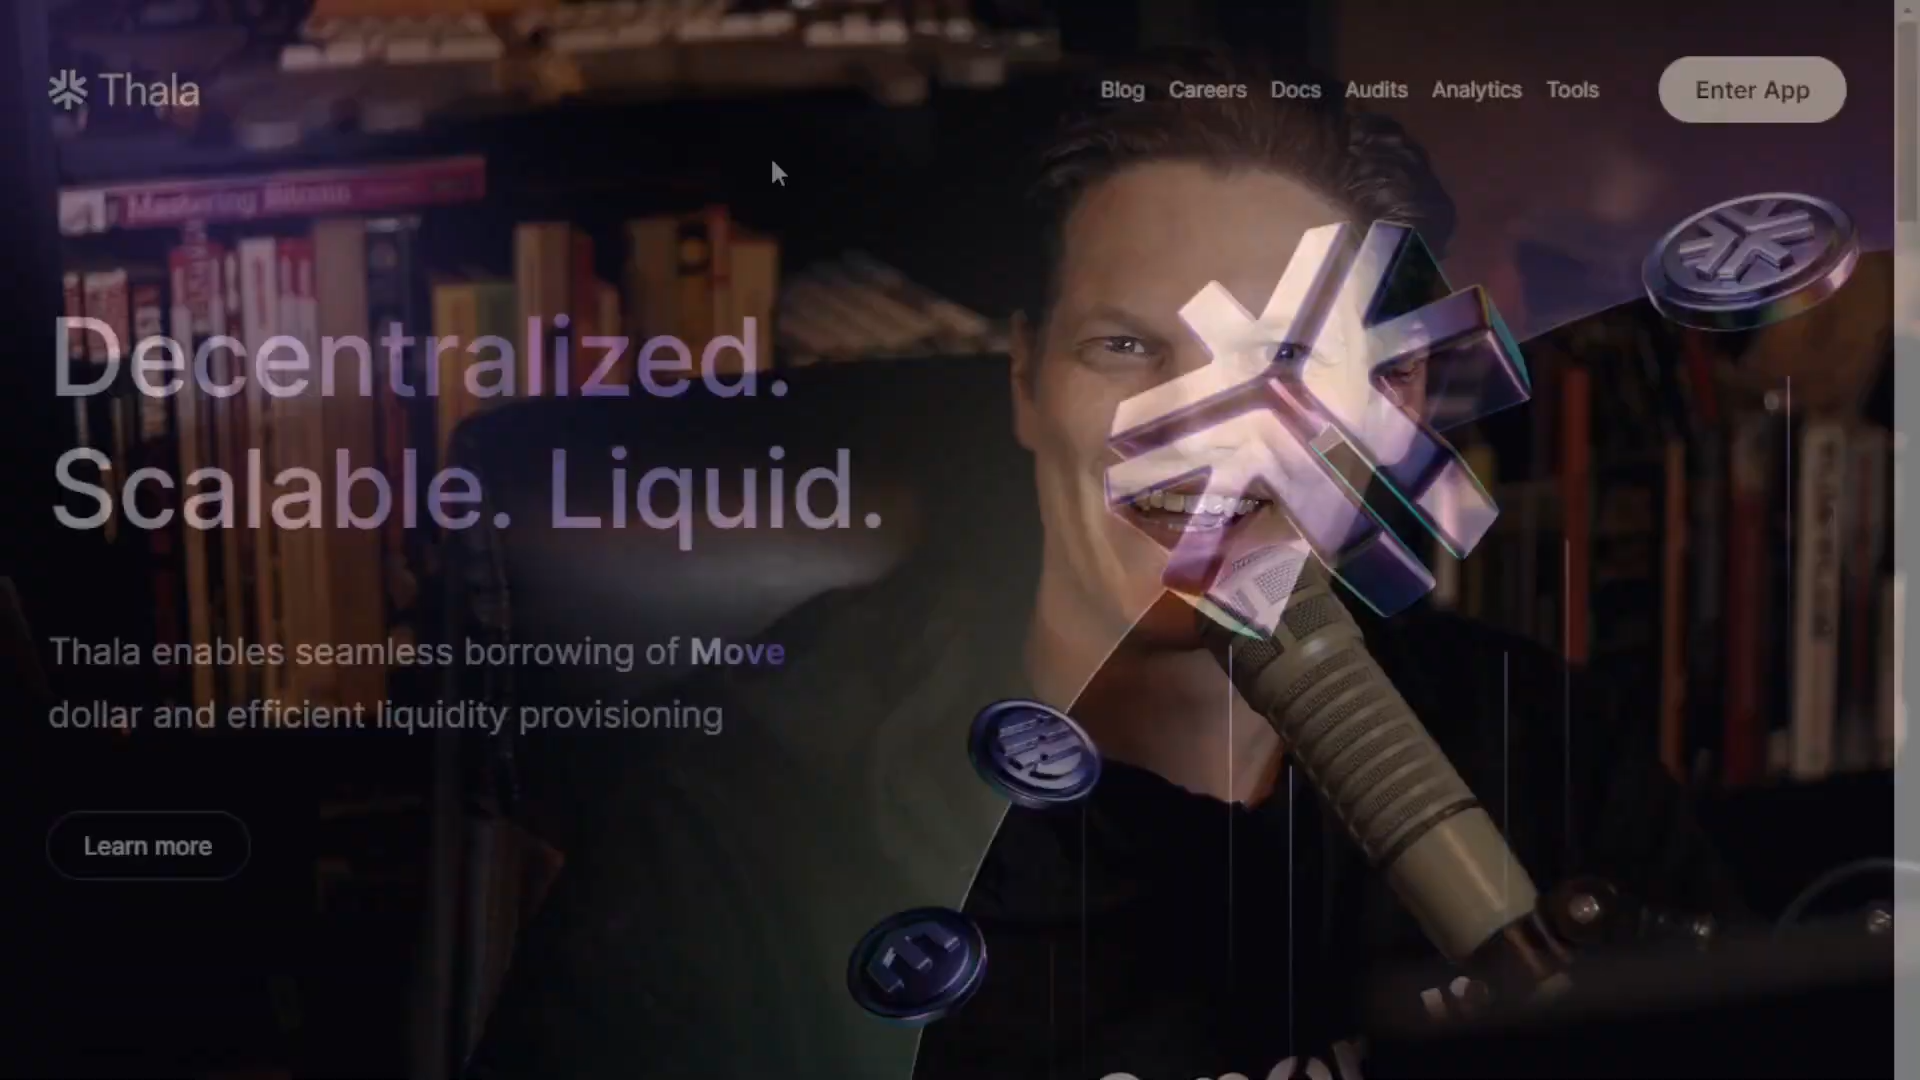 Thala
Blog Careers Docs Audits Analytics Tools Enter App
Mastering Bitcoin
Decentralized.
Scalable. Liquid.
Thala enables seamless borrowing of Move
dollar and efficient liquidity provisioning
Learn more